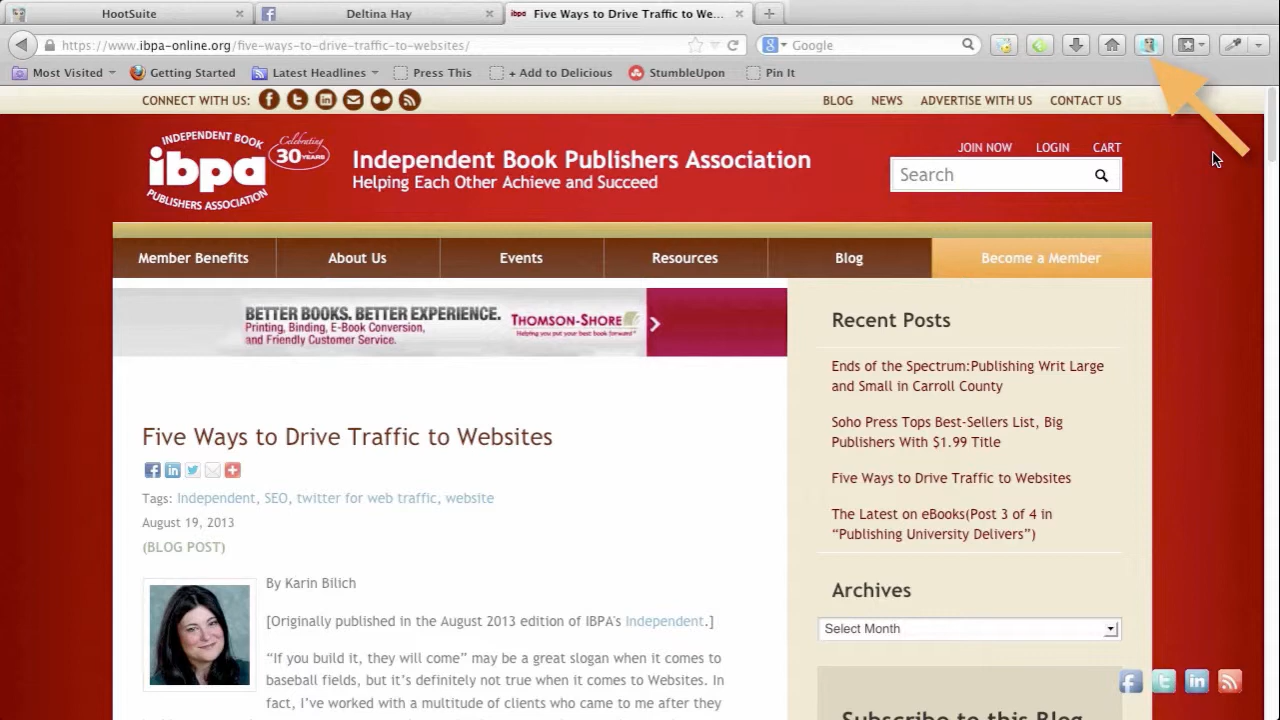 HootSuite
Deltina Hay
ibpa Five Ways to Drive Traffic to We...
https://www.ibpa-online.org/five-ways-to-drive-traffic-to-websites/
Google
Most Visited
Getting Started
Latest Headlines
Press This
+ Add to Delicious
StumbleUpon
Pin It
CONNECT WITH US:
BLOG
NEWS
ADVERTISE WITH US
CONTACT US
INDEPENDENT BOOK
ibpa
PUBLISHERS ASSOCIATION
Celebrating
30 YEARS
Independent Book Publishers Association
Helping Each Other Achieve and Succeed
JOIN NOW
LOGIN
CART
Search
Member Benefits
About Us
Events
Resources
Blog
Become a Member
BETTER BOOKS. BETTER EXPERIENCE.
Printing, Binding, E-Book Conversion,
and Friendly Customer Service.
THOMSON-SHORE
Helping you put your best book forward
Five Ways to Drive Traffic to Websites
Tags: Independent, SEO, twitter for web traffic, website
August 19, 2013
(BLOG POST)
By Karin Bilich
[Originally published in the August 2013 edition of IBPA's Independent.]
“If you build it, they will come” may be a great slogan when it comes to
baseball fields, but it’s definitely not true when it comes to Websites. In
fact, I’ve worked with a multitude of clients who came to me after they
Recent Posts
Ends of the Spectrum:Publishing Writ Large
and Small in Carroll County
Soho Press Tops Best-Sellers List, Big
Publishers With $1.99 Title
Five Ways to Drive Traffic to Websites
The Latest on eBooks(Post 3 of 4 in
“Publishing University Delivers”)
Archives
Select Month
Subscribe to this Blog